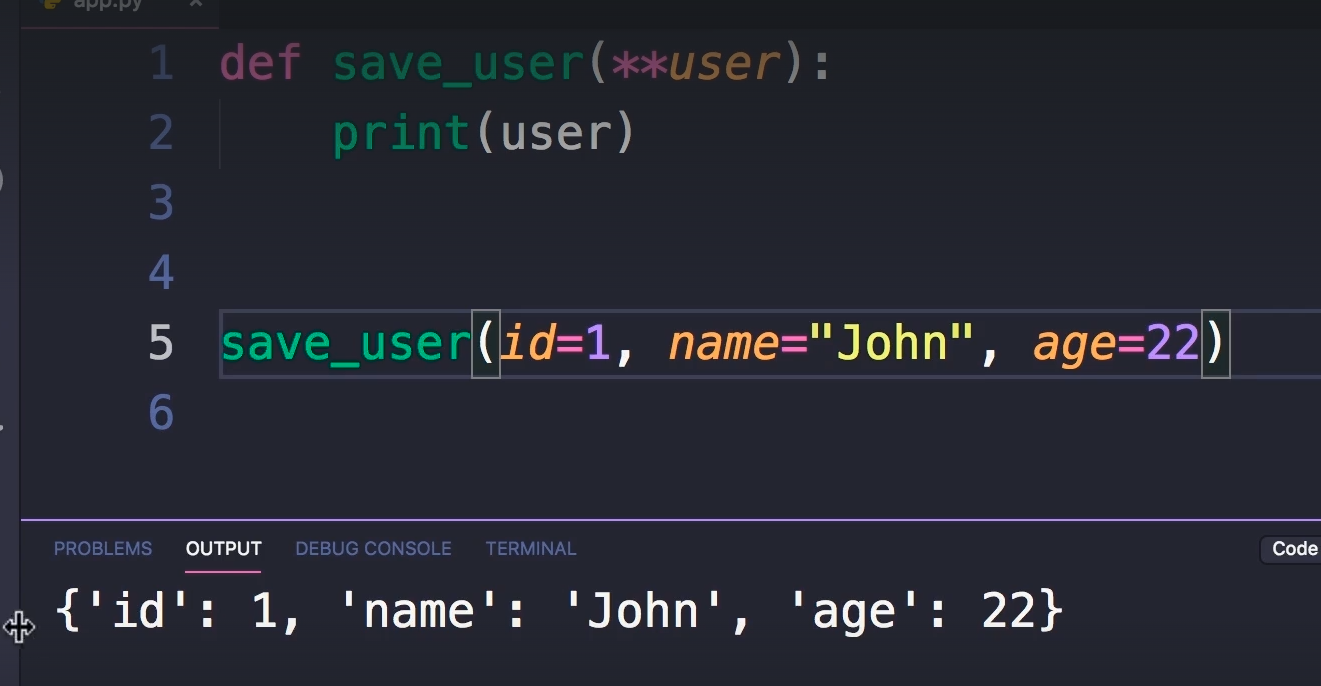 app.py ×
1 def save_user(**user):
2     print(user)
3
4
5 save_user(id=1, name="John", age=22)
6
PROBLEMS OUTPUT DEBUG CONSOLE TERMINAL Code
{'id': 1, 'name': 'John', 'age': 22}